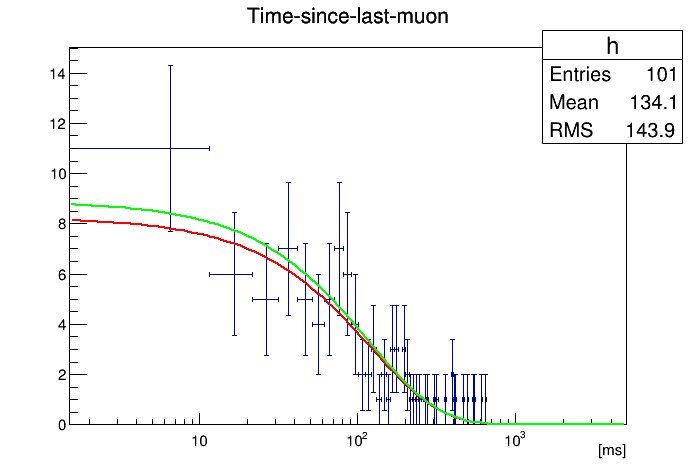 Time-since-last-muon
h
Entries 101
Mean 134.1
RMS 143.9
14
12
10
8
6
4
2
0
10 10² 10³
[ms]